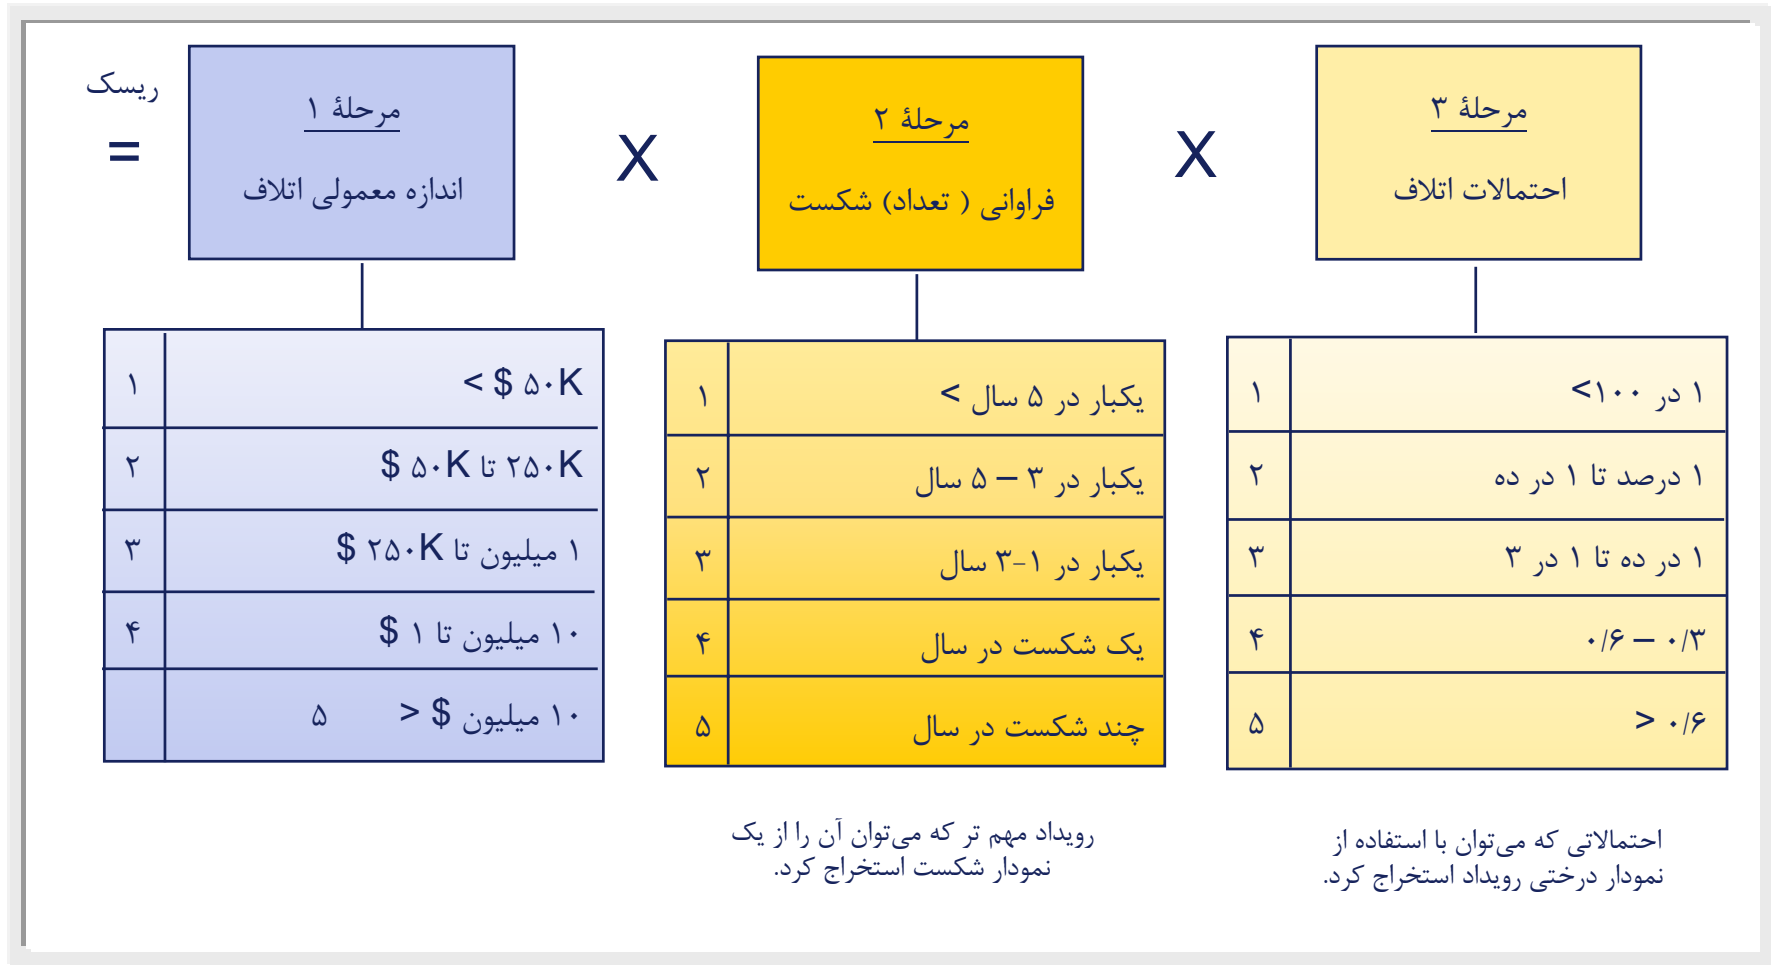 ریسک
=
مرحلهٔ ۱
اندازه معمولی اتلاف
X
مرحلهٔ ۲
فراوانی ( تعداد) شکست
X
مرحلهٔ ۳
احتمالات اتلاف
۱ < $ ۵۰K
۲ $ ۵۰K تا ۲۵۰K
۳ $ ۲۵۰K تا ۱ میلیون
۴ $ ۱ تا ۱۰ میلیون
۱۰ میلیون $ > ۵
۱ یکبار در ۵ سال >
۲ یکبار در ۳ – ۵ سال
۳ یکبار در ۱-۳ سال
۴ یک شکست در سال
۵ چند شکست در سال
۱ ۱ در ۱۰۰>
۲ ۱ درصد تا ۱ در ده
۳ ۱ در ده تا ۱ در ۳
۴ ۰/۳ – ۰/۶
۵ > ۰/۶
رویداد مهم تر که می‌توان آن را از یک
نمودار شکست استخراج کرد.
احتمالاتی که می‌توان با استفاده از
نمودار درختی رویداد استخراج کرد.